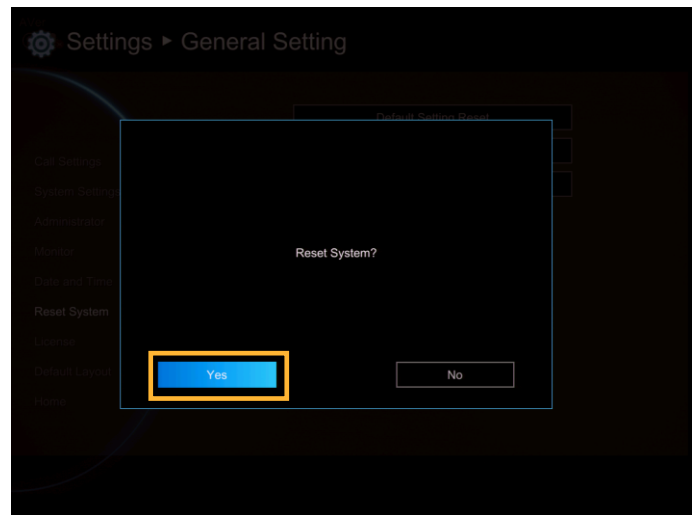 Settings ▸ General Setting
Default Setting Reset
Call Settings
System Settings
Administrator
Monitor
Date and Time
Reset System
License
Default Layout
Home
Reset System?
Yes
No